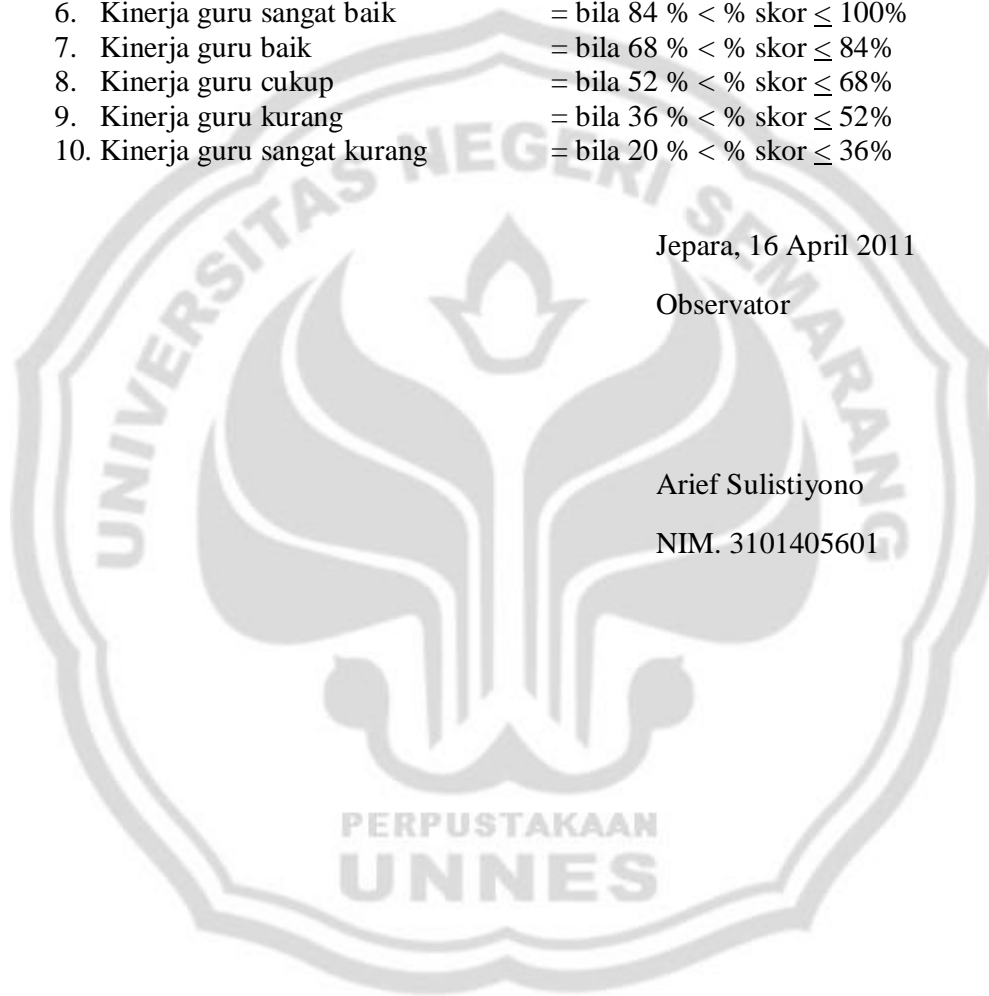 6. Kinerja guru sangat baik = bila 84 % < % skor ≤ 100%
7. Kinerja guru baik = bila 68 % < % skor ≤ 84%
8. Kinerja guru cukup = bila 52 % < % skor ≤ 68%
9. Kinerja guru kurang = bila 36 % < % skor ≤ 52%
10. Kinerja guru sangat kurang = bila 20 % < % skor ≤ 36%
UNIVERSITAS NEGERI SEMARANG
Jepara, 16 April 2011
Observator
Arief Sulistiyono
NIM. 3101405601
PERPUSTAKAAN
UNNES